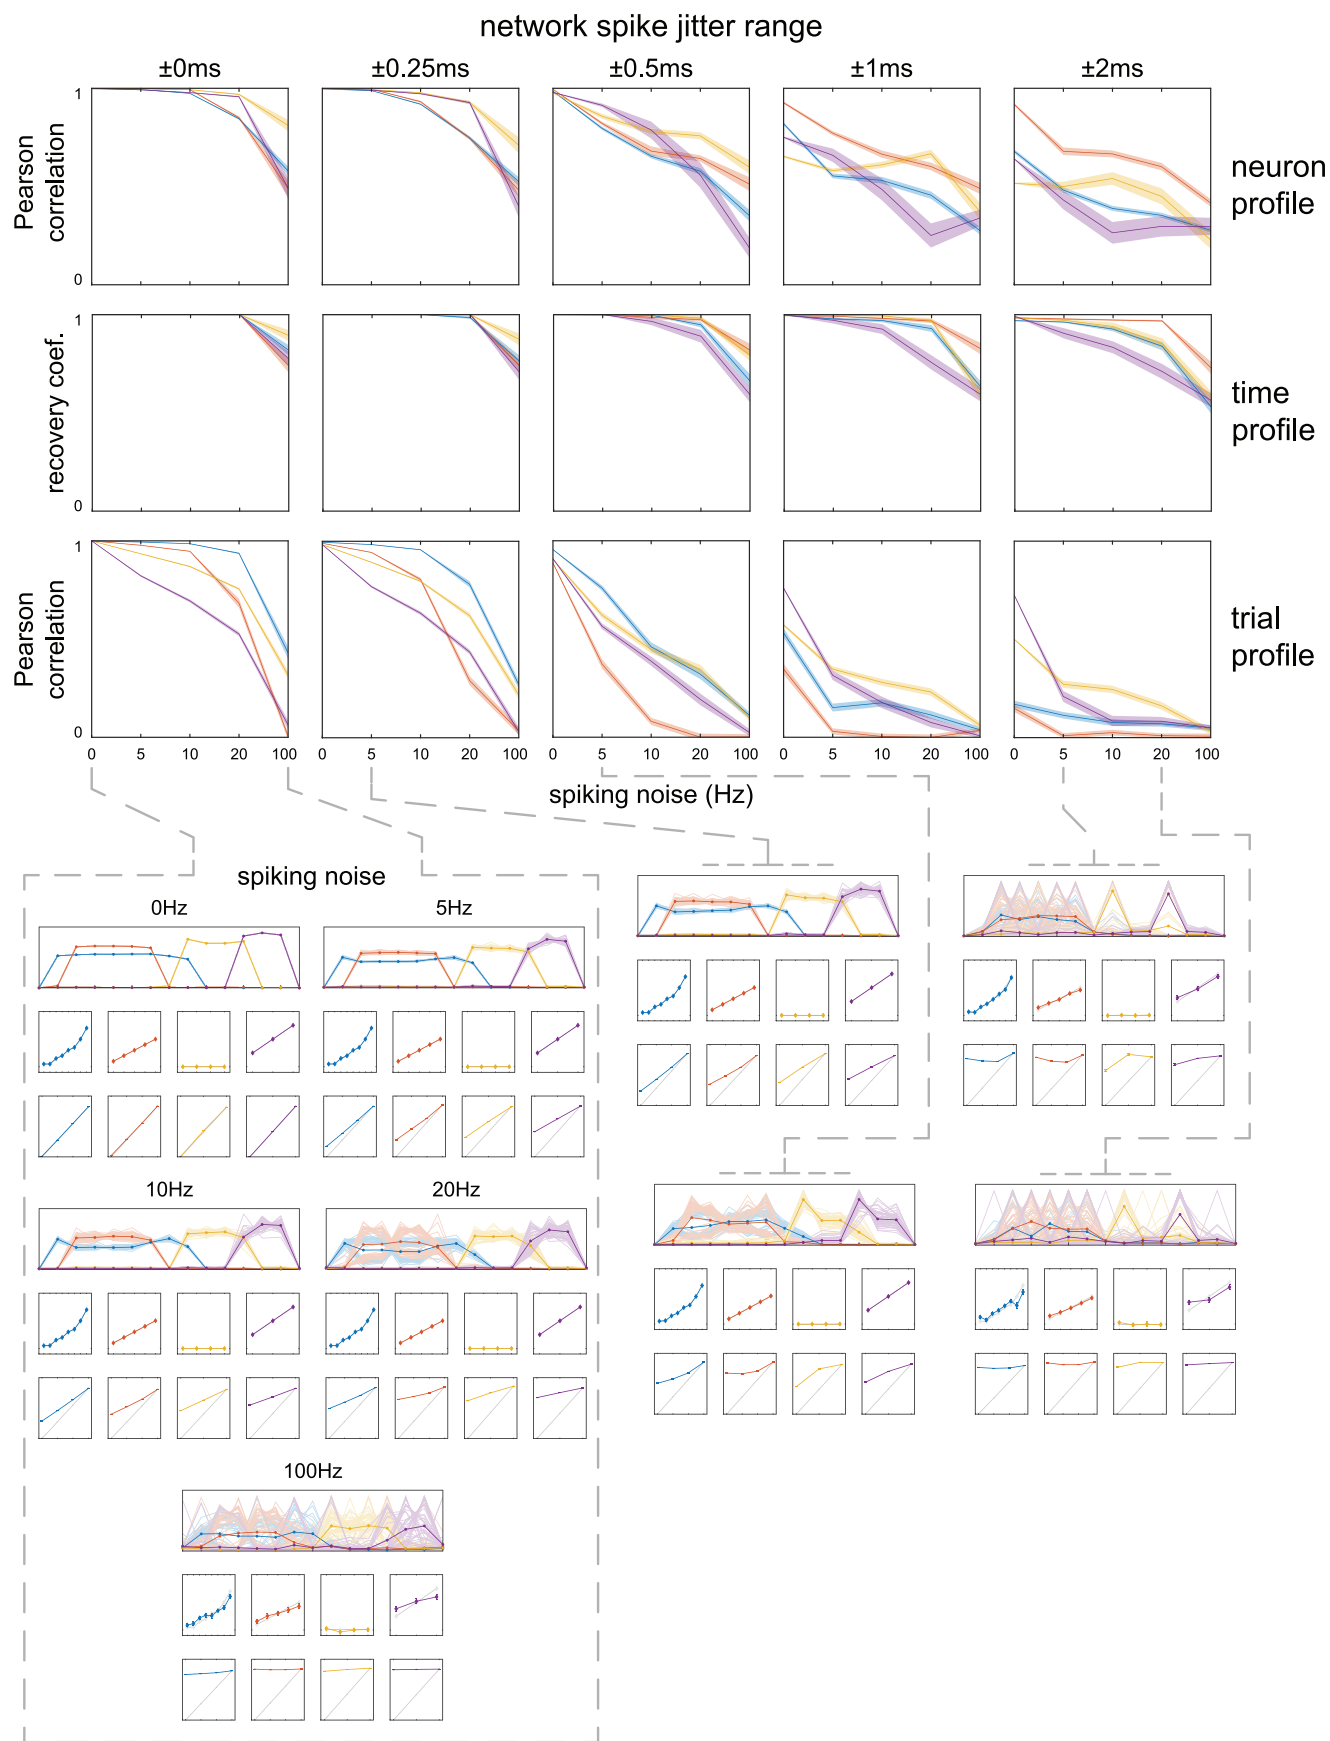 network spike jitter range
±0ms ±0.25ms ±0.5ms ±1ms ±2ms
1
Pearson
correlation
0
neuron
profile
1
recovery coef.
0
time
profile
1
Pearson
correlation
0
trial
profile
0 5 10 20 100 0 5 10 20 100 0 5 10 20 100 0 5 10 20 100 0 5 10 20 100
spiking noise (Hz)
spiking noise
0Hz 5Hz
10Hz 20Hz
100Hz